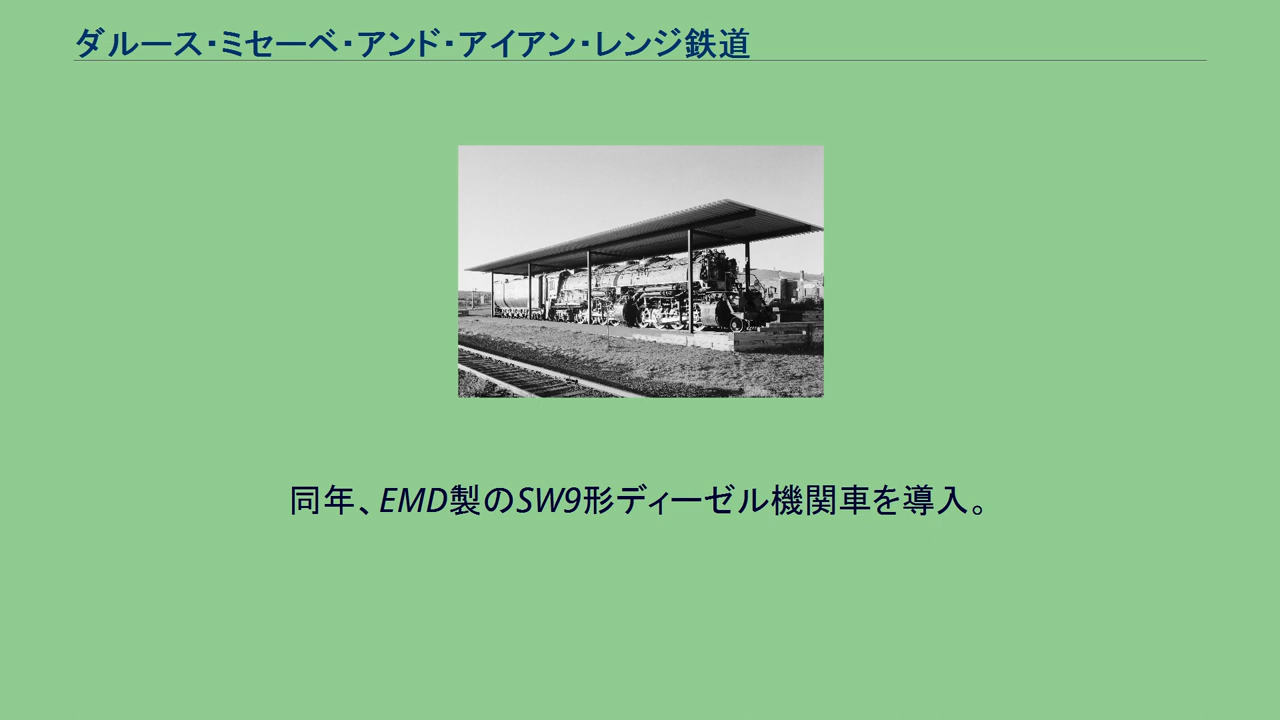 ダルース・ミセーベ・アンド・アイアン・レンジ鉄道
同年、EMD製のSW9形ディーゼル機関車を導入。